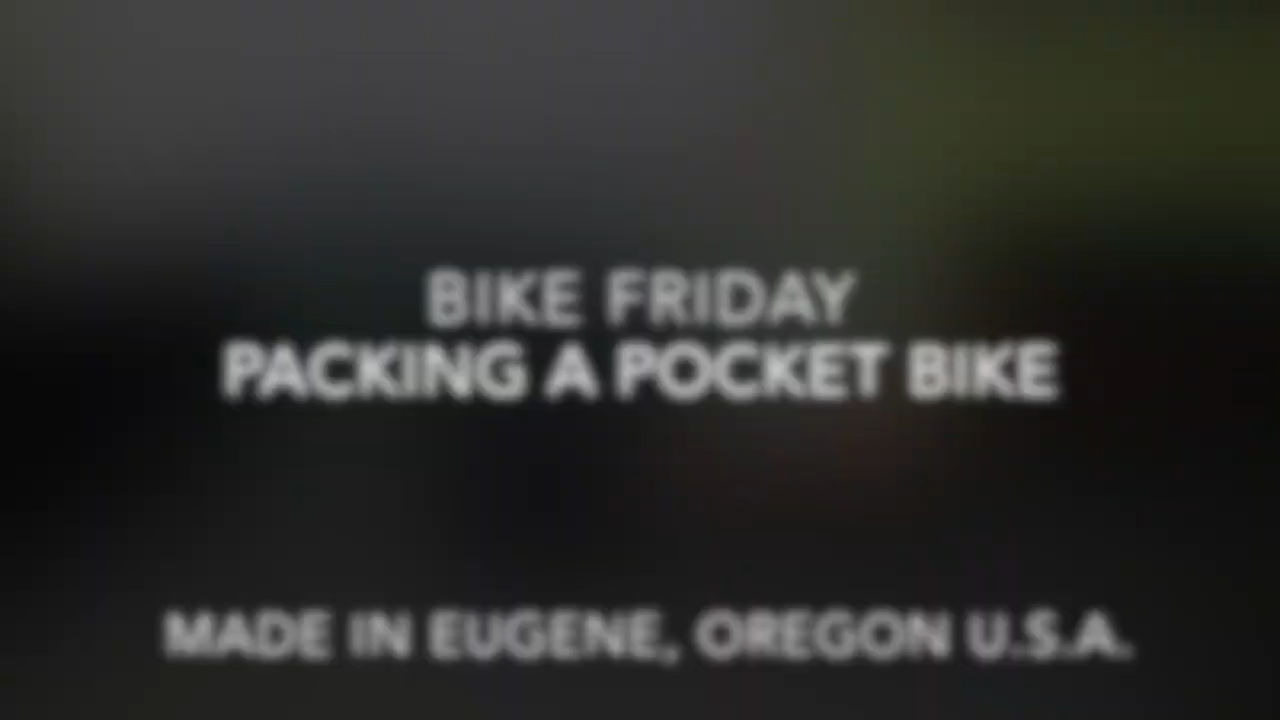 BIKE FRIDAY
PACKING A POCKET BIKE
MADE IN EUGENE, OREGON U.S.A.